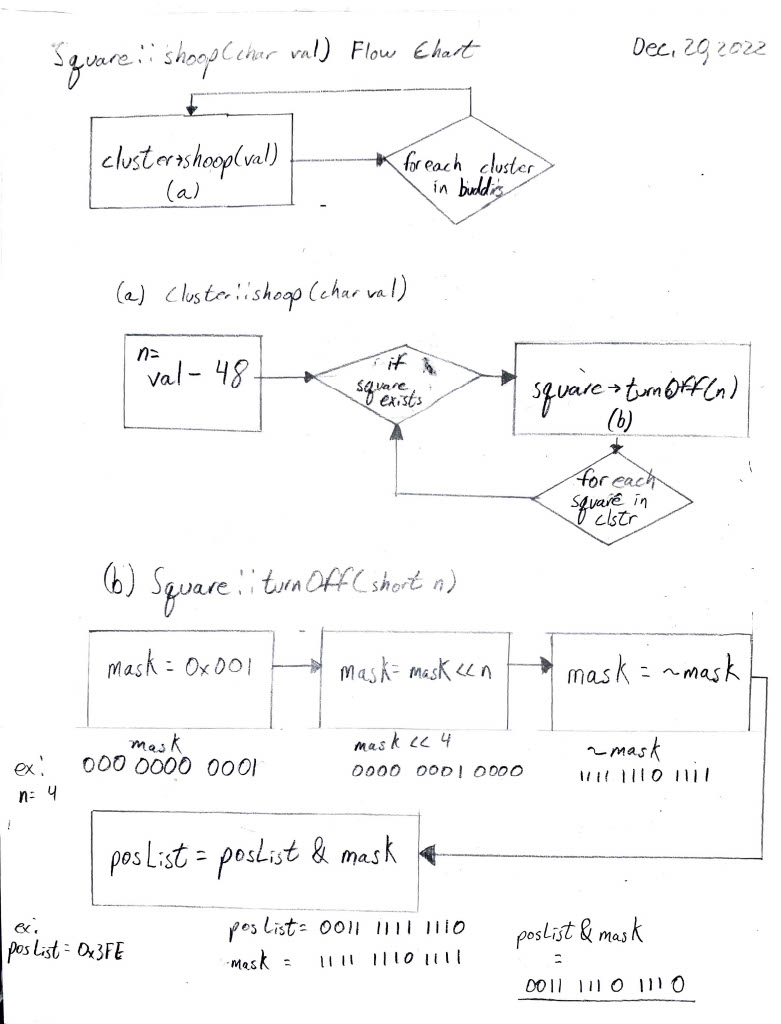 Square::shoop(char val) Flow Chart
Dec. 29, 2022
cluster→shoop(val)
(a)
foreach cluster
in buddies
(a) Cluster::shoop(char val)
n=
val - 48
if
square
exists
square→turnOff(n)
(b)
for each
square in
clstr
(b) Square::turnOff(short n)
mask = 0x001
mask= mask << n
mask = ~mask
mask
mask << 4
~mask
ex:
000 0000 0001
0000 0001 0000
1111 1110 1111
n= 4
posList = posList & mask
ex:
posList = 0x3FE
posList= 0011 1111 1110
mask = 1111 1110 1111
posList & mask
=
0011 1110 1110